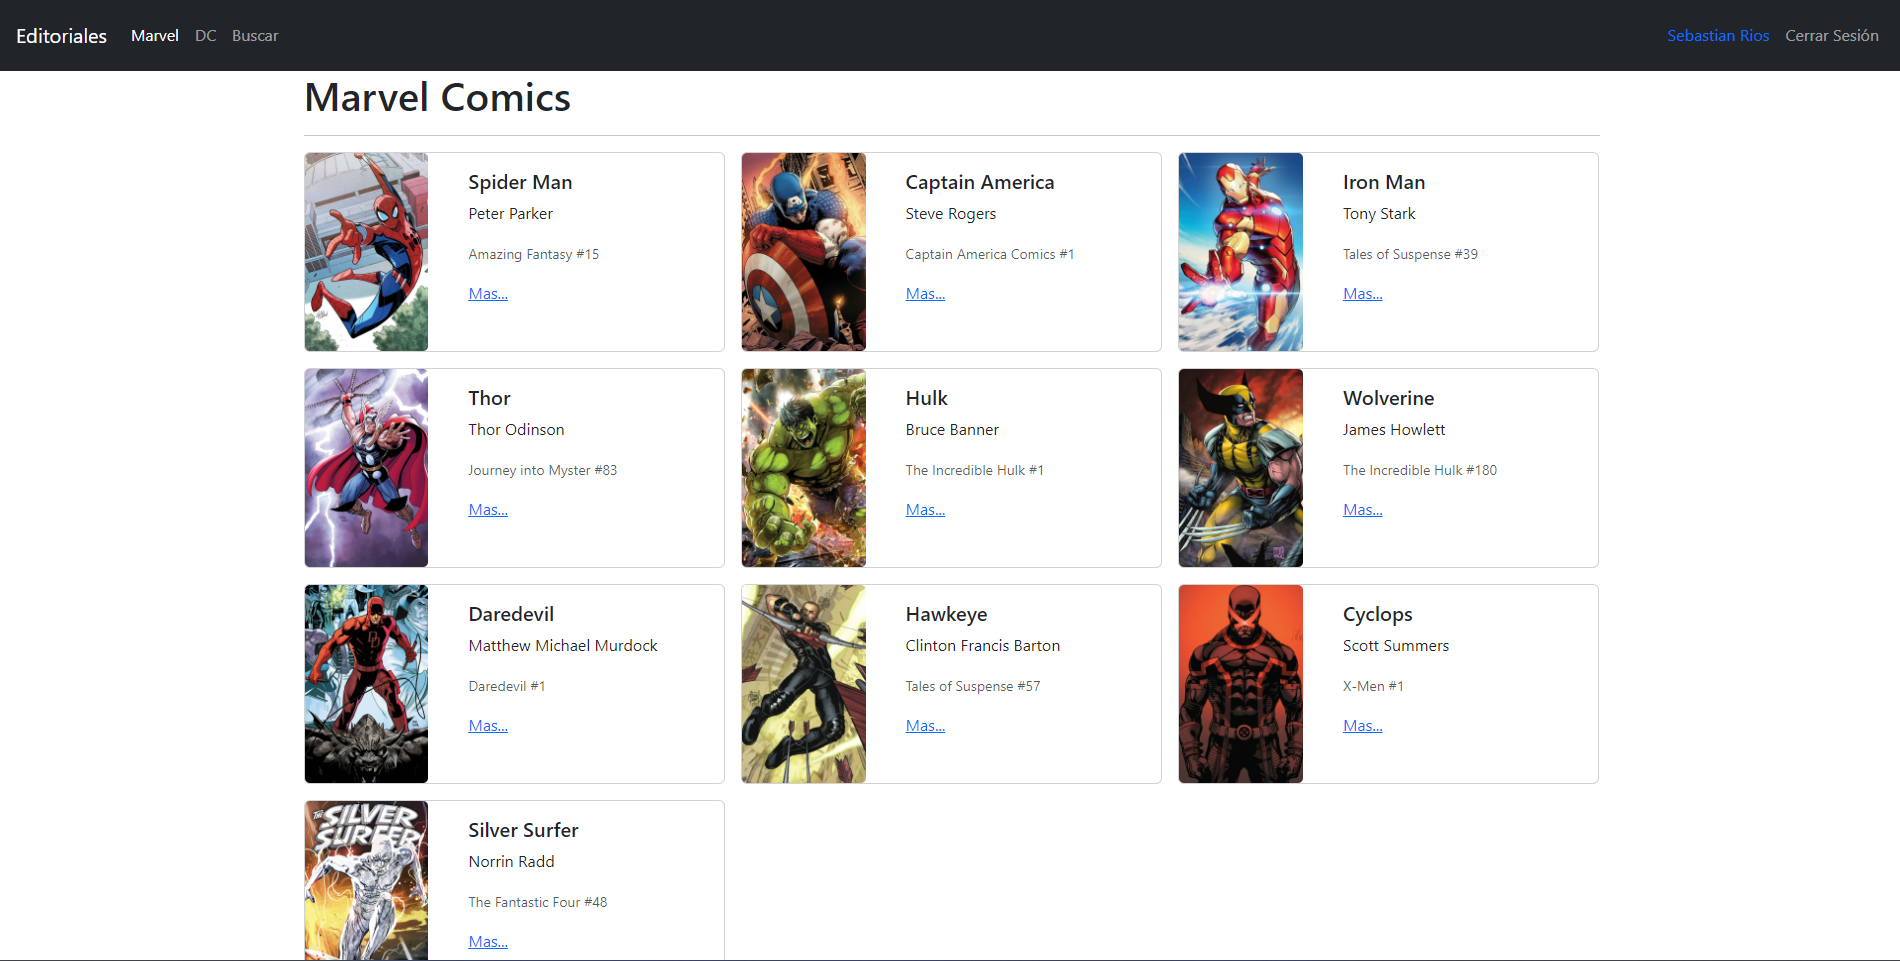 Editoriales Marvel DC Buscar Sebastian Rios Cerrar Sesión
Marvel Comics
Spider Man
Peter Parker
Amazing Fantasy #15
Mas...
Captain America
Steve Rogers
Captain America Comics #1
Mas...
Iron Man
Tony Stark
Tales of Suspense #39
Mas...
Thor
Thor Odinson
Journey into Myster #83
Mas...
Hulk
Bruce Banner
The Incredible Hulk #1
Mas...
Wolverine
James Howlett
The Incredible Hulk #180
Mas...
Daredevil
Matthew Michael Murdock
Daredevil #1
Mas...
Hawkeye
Clinton Francis Barton
Tales of Suspense #57
Mas...
Cyclops
Scott Summers
X-Men #1
Mas...
THE
SILVER
SURFER
Silver Surfer
Norrin Radd
The Fantastic Four #48
Mas...